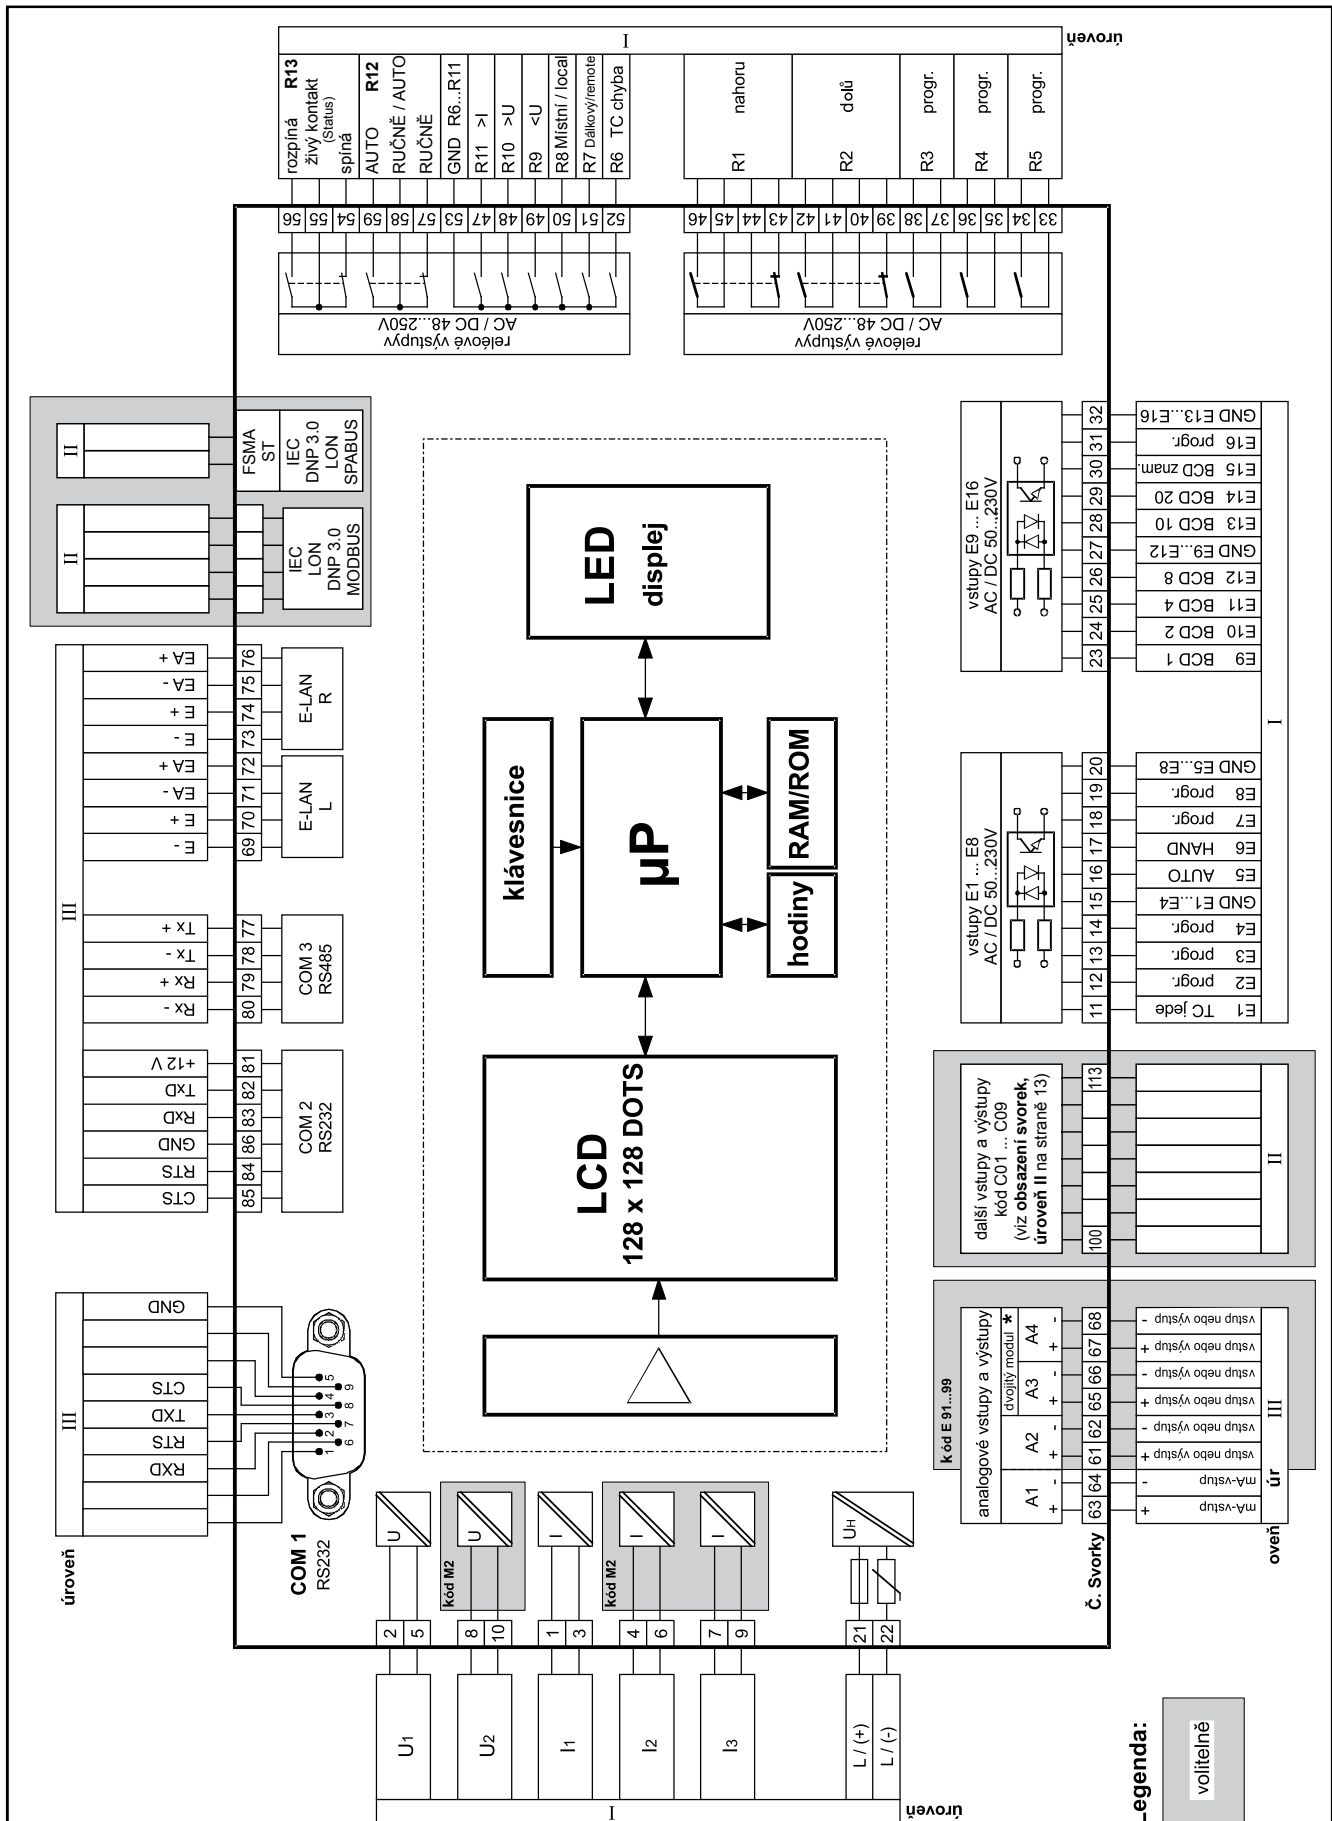 I
úroveň
rozpíná R13
živý kontakt
(Status)
spíná
AUTO R12
RUČNĚ / AUTO
RUČNĚ
GND R6...R11
R11 >I
R10 >U
R9 <U
R8 Místní / local
R7 Dálkový/remote
R6 TC chyba
R1 nahoru
R2 dolů
R3 progr.
R4 progr.
R5 progr.
56 55 54 59 58 57 53 47 48 49 50 51 52
46 45 44 43 42 41 40 39 38 37 36 35 34 33
reléové výstupyv
AC / DC 48...250V
reléové výstupyv
AC / DC 48...250V
II
FSMA
ST
IEC
DNP 3.0
LON
SPABUS
II
IEC
LON
DNP 3.0
MODBUS
III
EA +
EA -
E +
E -
EA +
EA -
E +
E -
76 75 74 73 72 71 70 69
E-LAN
R
E-LAN
L
Tx +
Tx -
Rx +
Rx -
77 78 79 80
COM 3
RS485
+12 V
TxD
RxD
GND
RTS
CTS
81 82 83 86 84 85
COM 2
RS232
III
úroveň
GND
CTS
TXD
RTS
RXD
5 9 4 8 3 7 2 6 1
COM 1
RS232
LED
displej
klávesnice
µP
RAM/ROM
hodiny
LCD
128 x 128 DOTS
vstupy E9 ... E16
AC / DC 50...230V
32 31 30 29 28 27 26 25 24 23
GND E13...E16
E16 progr.
E15 BCD znam.
E14 BCD 20
E13 BCD 10
GND E9...E12
E12 BCD 8
E11 BCD 4
E10 BCD 2
E9 BCD 1
I
vstupy E1 ... E8
AC / DC 50...230V
20 19 18 17 16 15 14 13 12 11
GND E5...E8
E8 progr.
E7 progr.
E6 HAND
E5 AUTO
GND E1...E4
E4 progr.
E3 progr.
E2 progr.
E1 TC jede
další vstupy a výstupy
kód C01 ... C09
(viz obsazení svorek,
úroveň II na straně 13)
113
100
II
kód E 91...99
analogové vstupy a výstupy
dvojitý modul *
A1 A2 A3 A4
+ - + - + - + -
63 64 61 62 65 66 67 68
vstup nebo výstup -
vstup nebo výstup +
vstup nebo výstup -
vstup nebo výstup +
vstup nebo výstup -
vstup nebo výstup +
mA-vstup -
mA-vstup +
III
úr
oveň
Č. Svorky
U
kód M2
U
I
kód M2
I
I
UH
2 5 8 10 1 3 4 6 7 9 21 22
U1
U2
I1
I2
I3
L / (+)
L / (-)
I
úroveň
egenda:
volitelně